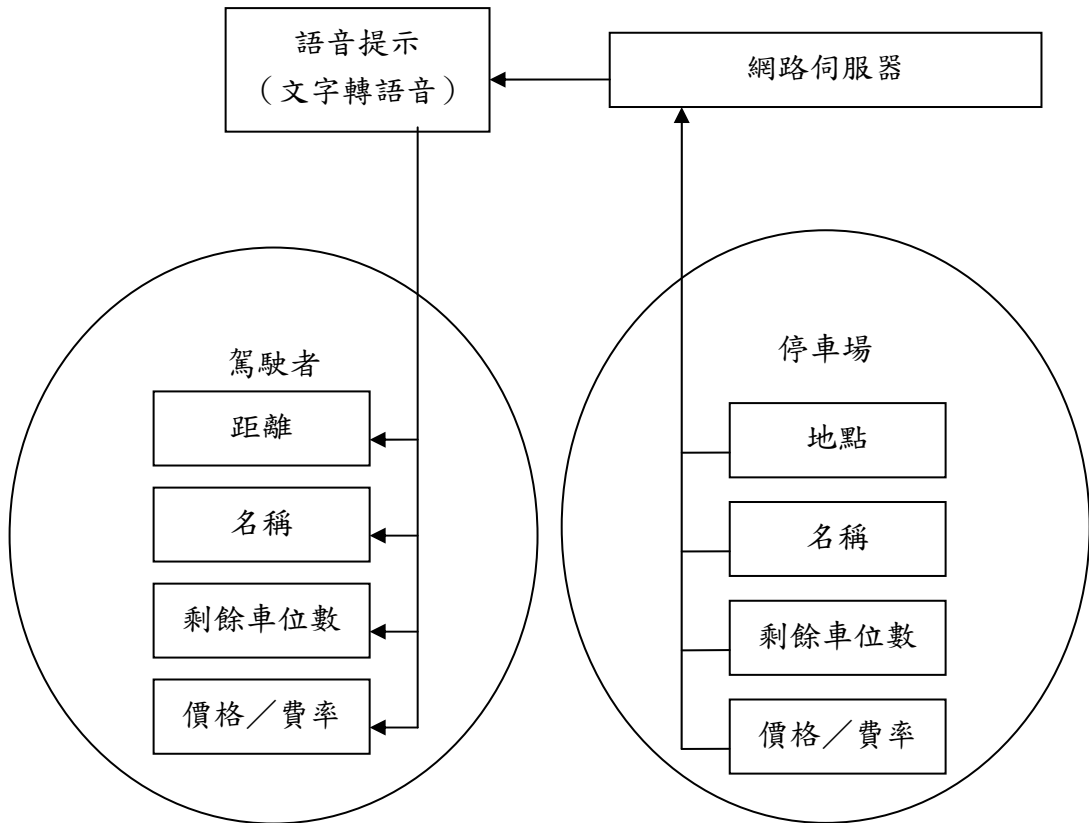 語音提示
（文字轉語音）
網路伺服器
駕駛者
距離
名稱
剩餘車位數
價格／費率
停車場
地點
名稱
剩餘車位數
價格／費率